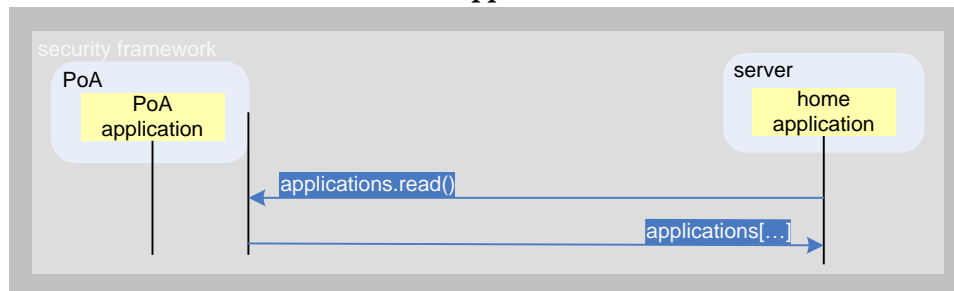 security framework
PoA
PoA
application
server
home
application
applications.read()
applications[…]